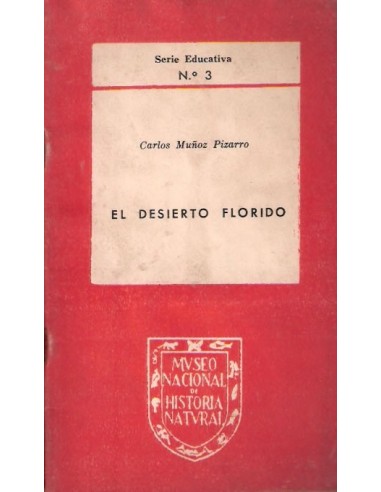 Serie Educativa
N.º 3
Carlos Muñoz Pizarro
EL DESIERTO FLORIDO
MVSEO
NACIONAL
DE
HISTORIA
NATVRAL